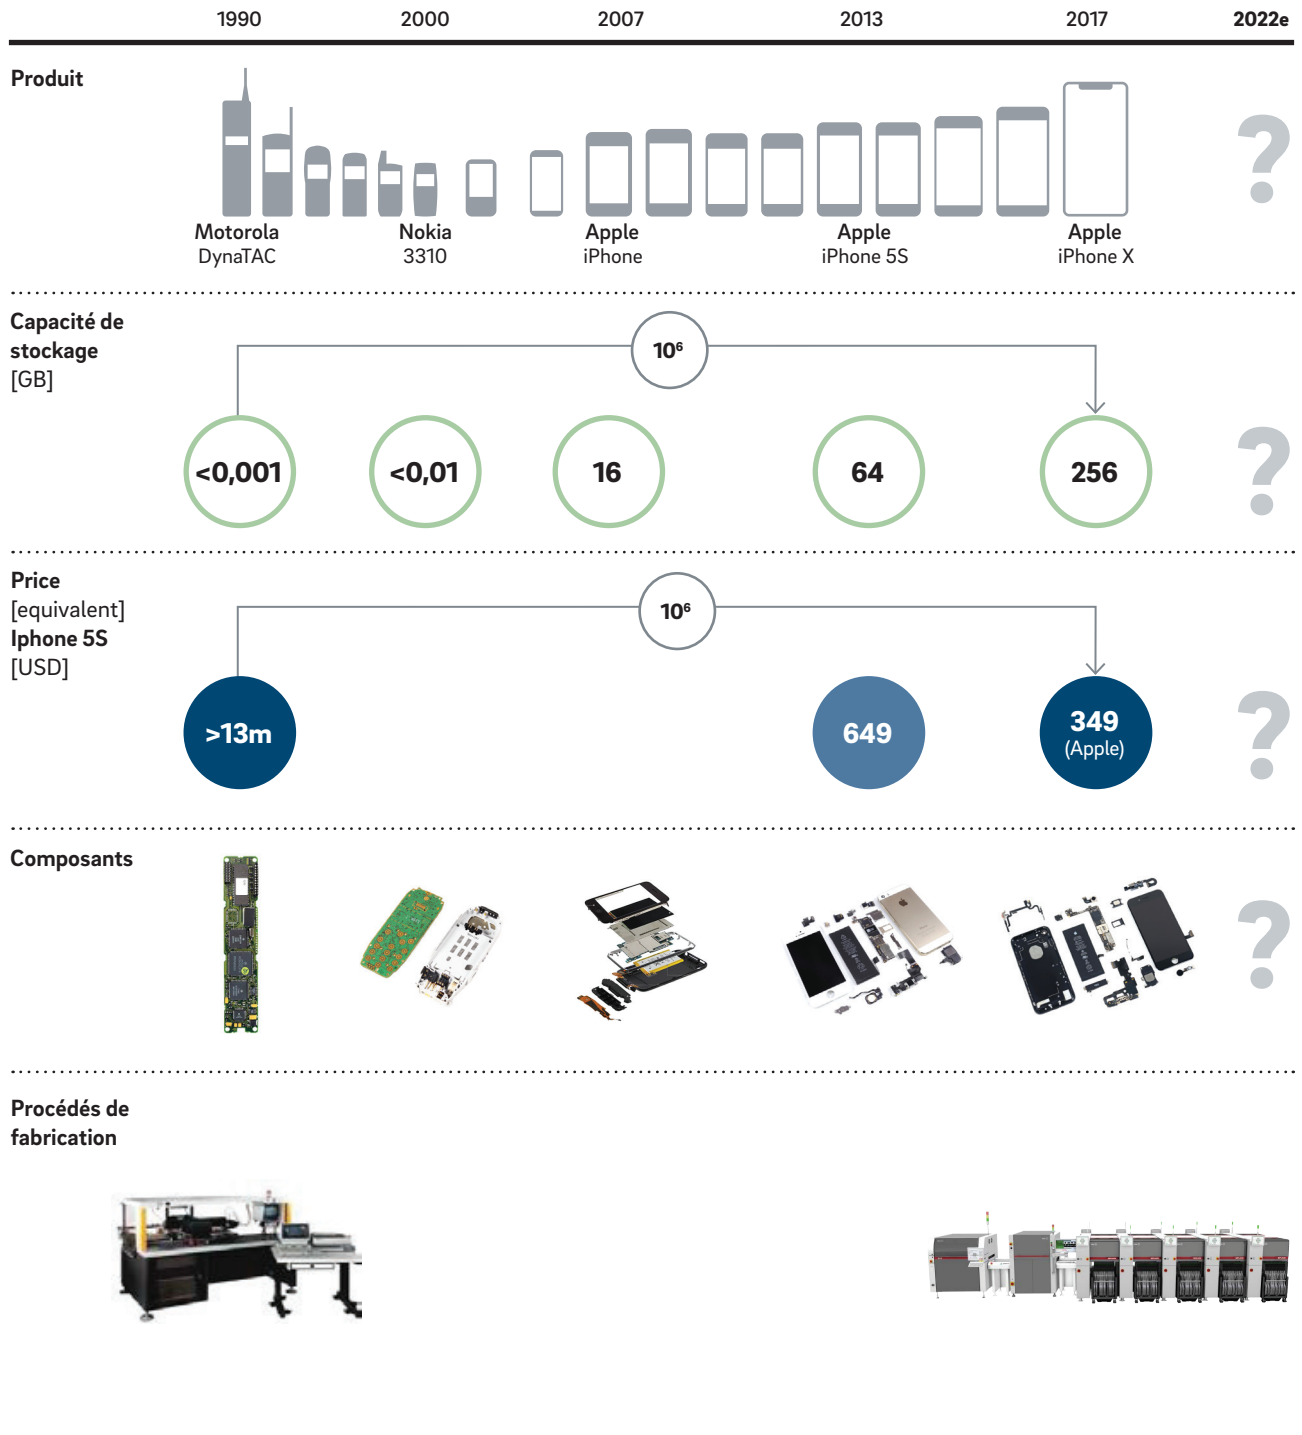 1990 2000 2007 2013 2017 2022e
Produit
?
Motorola Nokia Apple Apple Apple
DynaTAC 3310 iPhone iPhone 5S iPhone X
Capacité de
stockage
[GB]
10⁶
<0,001 <0,01 16 64 256 ?
Price
[equivalent]
Iphone 5S
[USD]
10⁶
>13m 649 349
(Apple)
?
Composants
?
Procédés de
fabrication